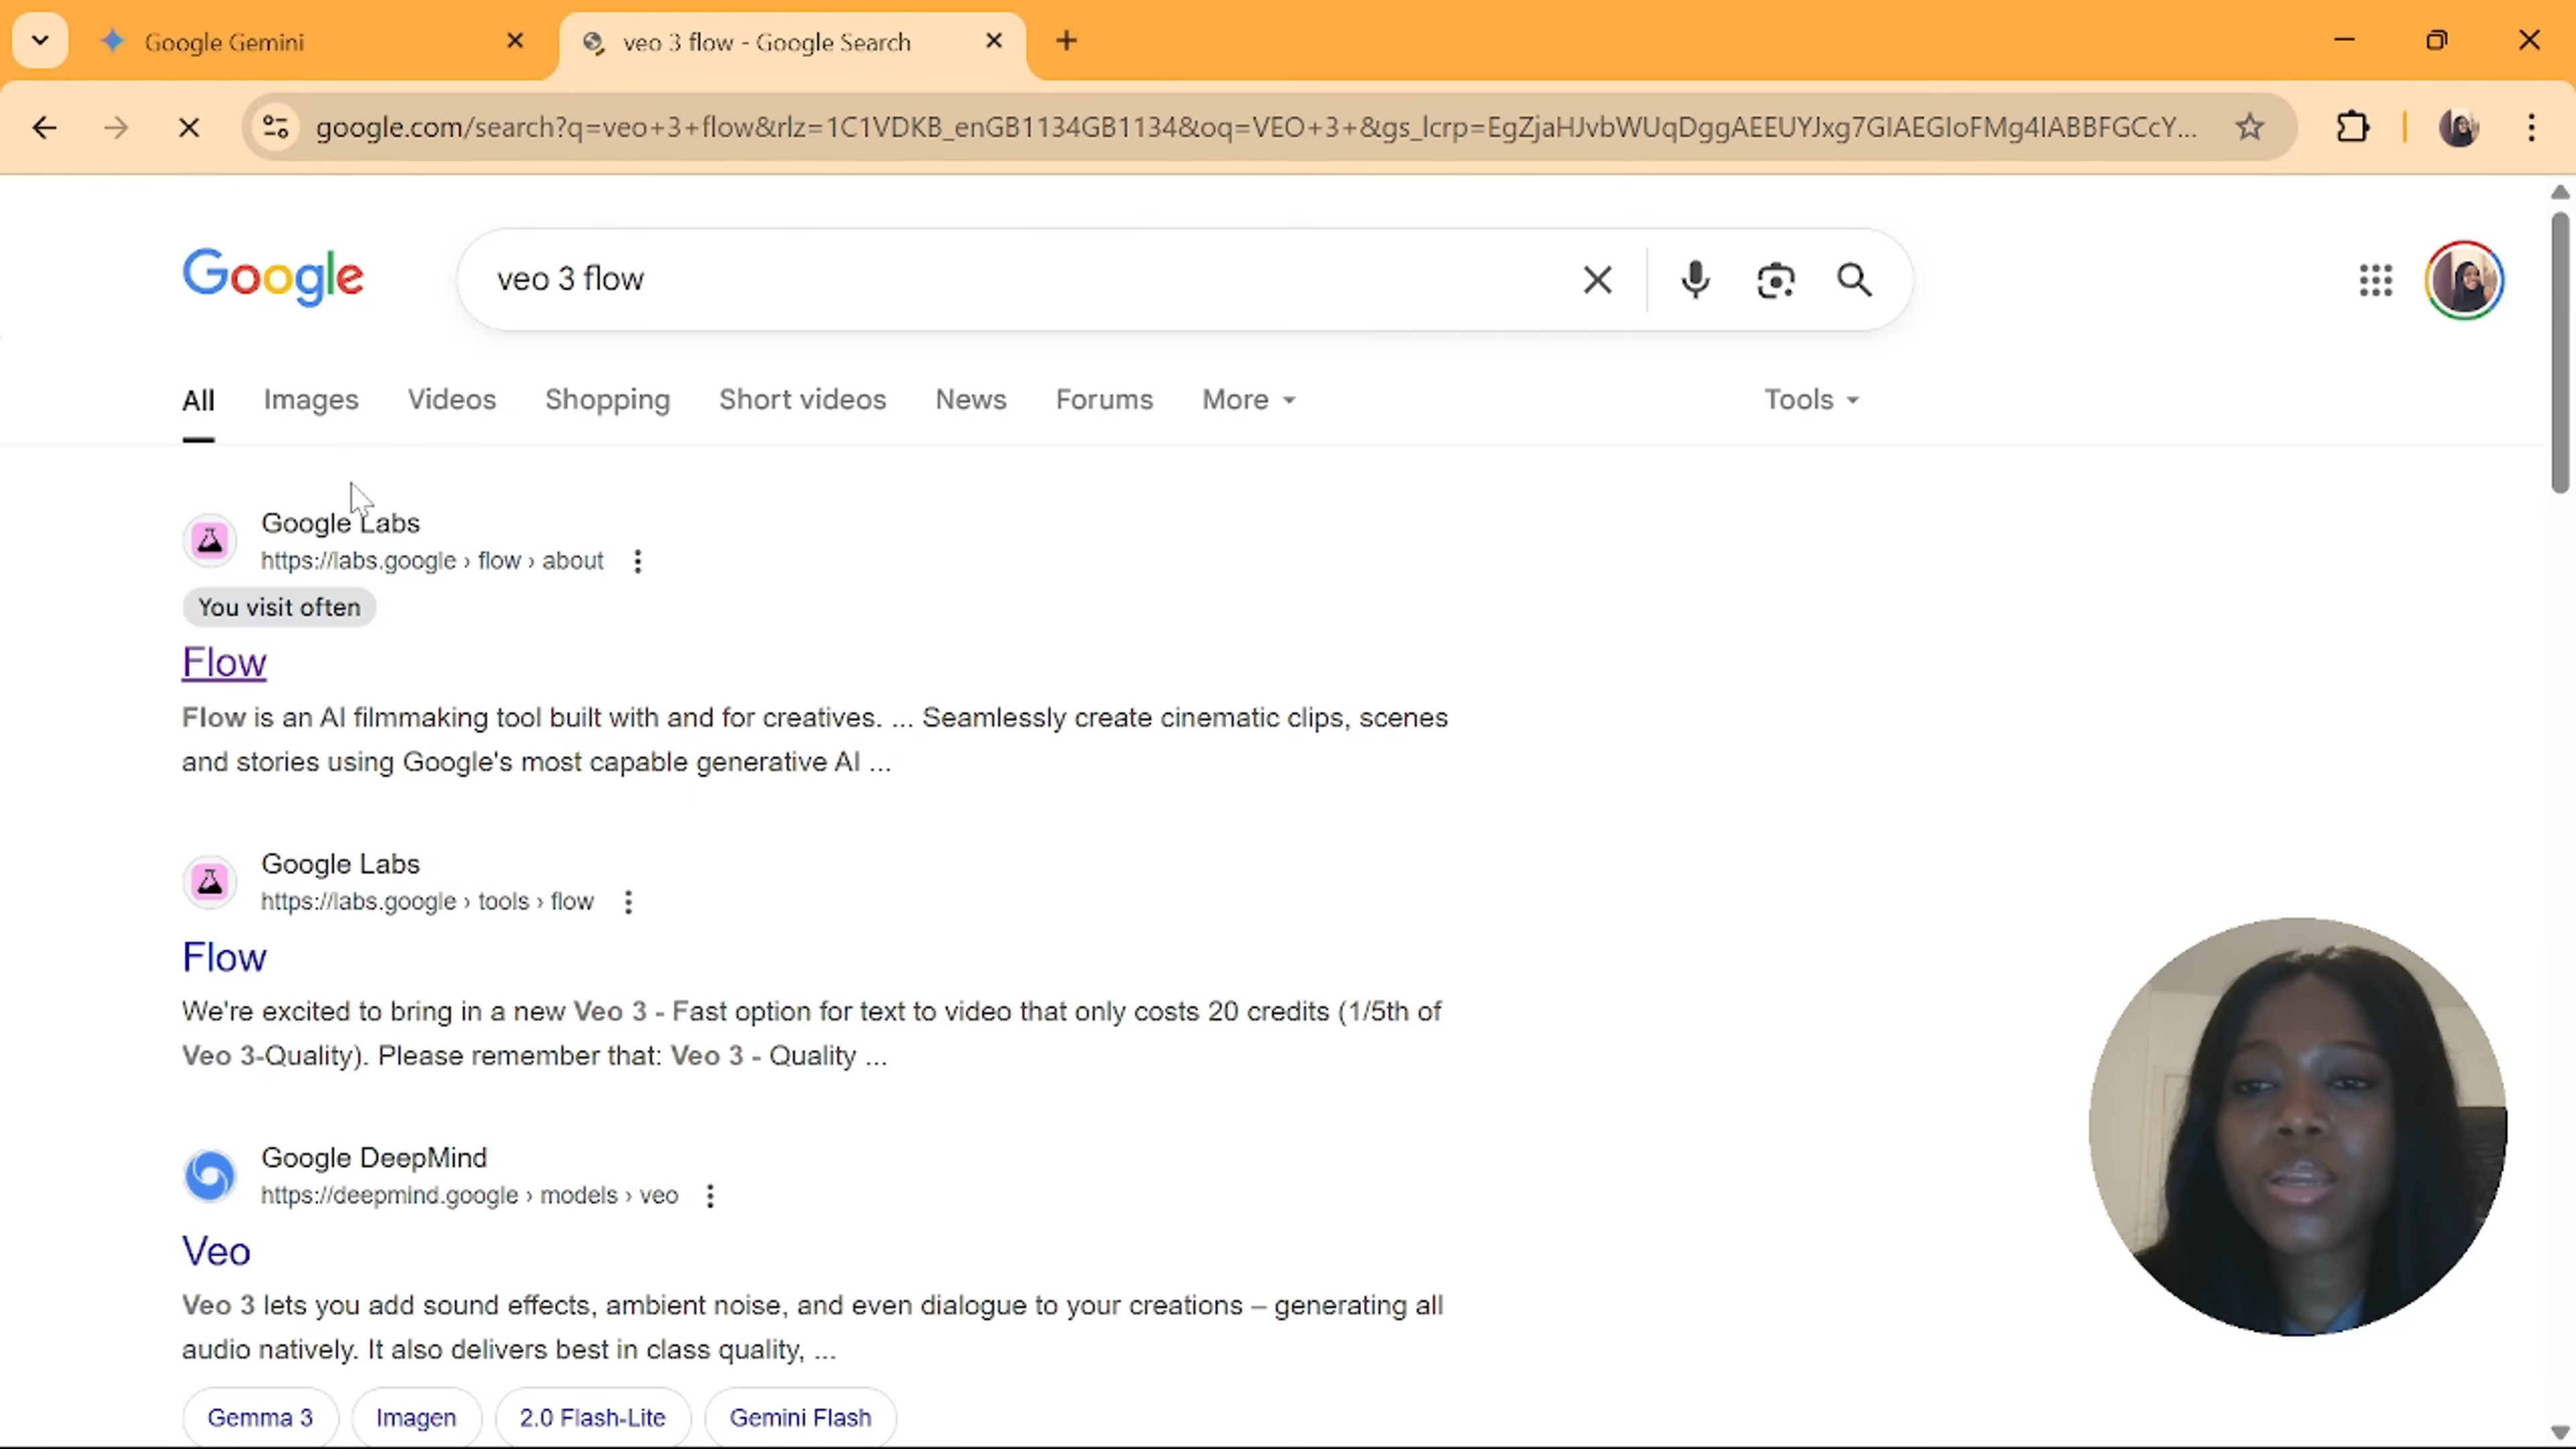 Google Gemini
veo 3 flow - Google Search
google.com/search?q=veo+3+flow&rlz=1C1VDKB_enGB1134GB1134&oq=VEO+3+&gs_lcrp=EgZjaHJvbWUqDggAEEUYJxg7GIAEGIoFMg4IABBFGCcY...
Google
veo 3 flow
All
Images
Videos
Shopping
Short videos
News
Forums
More
Tools
Google Labs
https://labs.google › flow › about
You visit often
Flow
Flow is an AI filmmaking tool built with and for creatives. ... Seamlessly create cinematic clips, scenes
and stories using Google's most capable generative AI ...
Google Labs
https://labs.google › tools › flow
Flow
We're excited to bring in a new Veo 3 - Fast option for text to video that only costs 20 credits (1/5th of
Veo 3-Quality). Please remember that: Veo 3 - Quality ...
Google DeepMind
https://deepmind.google › models › veo
Veo
Veo 3 lets you add sound effects, ambient noise, and even dialogue to your creations – generating all
audio natively. It also delivers best in class quality, ...
Gemma 3
Imagen
2.0 Flash-Lite
Gemini Flash